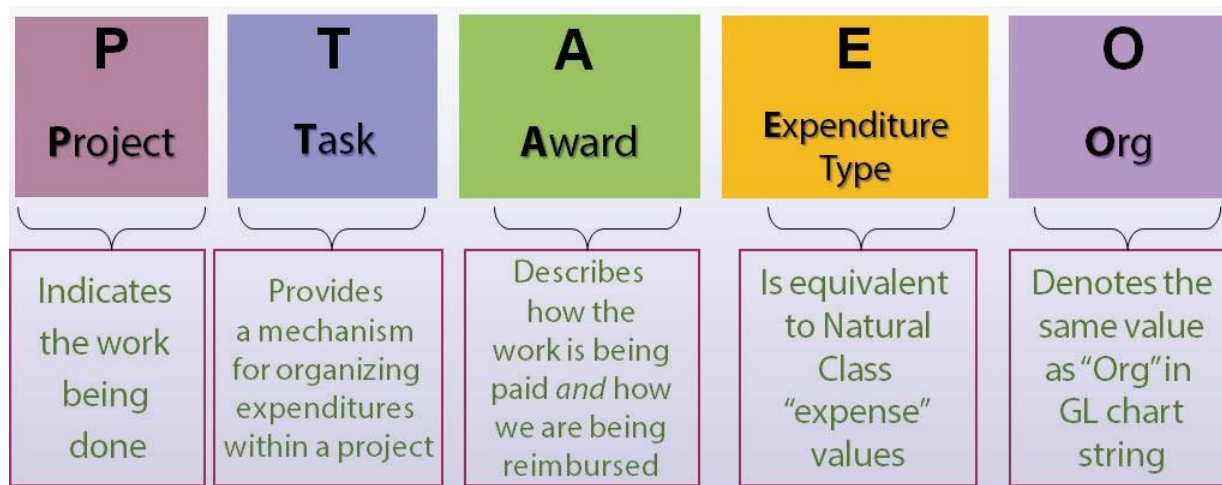 P
Project
T
Task
A
Award
E
Expenditure
Type
O
Org
Indicates
the work
being
done
Provides
a mechanism
for organizing
expenditures
within a project
Describes
how the
work is being
paid and how
we are being
reimbursed
Is equivalent
to Natural
Class
“expense”
values
Denotes the
same value
as “Org” in
GL chart
string